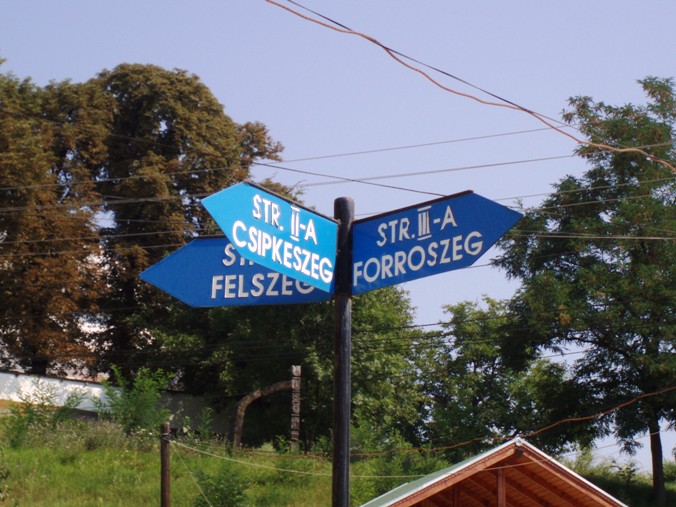 STR. II-A
CSIPKESZEG
STR. III-A
FORROSZEG
FELSZEG